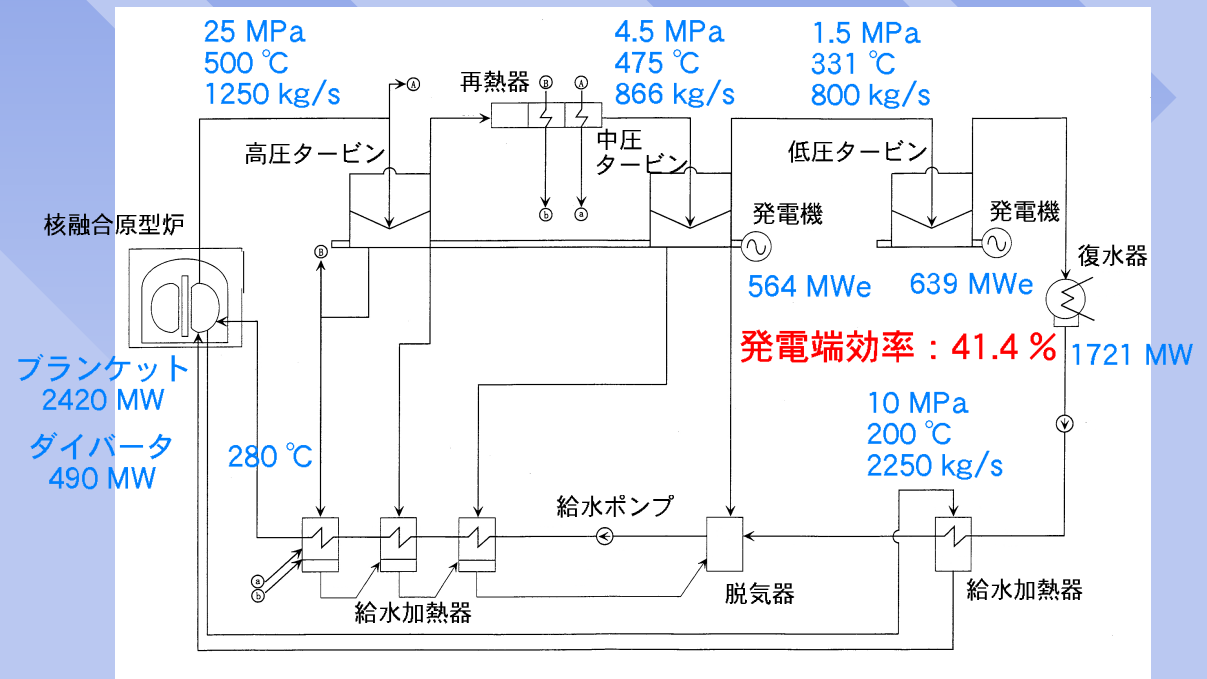 25 MPa
500 ℃
1250 kg/s
4.5 MPa
475 ℃
866 kg/s
1.5 MPa
331 ℃
800 kg/s
Ⓐ
再熱器
Ⓑ
Ⓐ
高圧タービン
中圧
タービン
低圧タービン
ⓑ
ⓐ
核融合原型炉
発電機
発電機
Ⓑ
復水器
564 MWe
639 MWe
発電端効率：41.4 %
1721 MW
ブランケット
2420 MW
ダイバータ
490 MW
280 ℃
10 MPa
200 ℃
2250 kg/s
給水ポンプ
ⓐ
ⓑ
給水加熱器
脱気器
給水加熱器